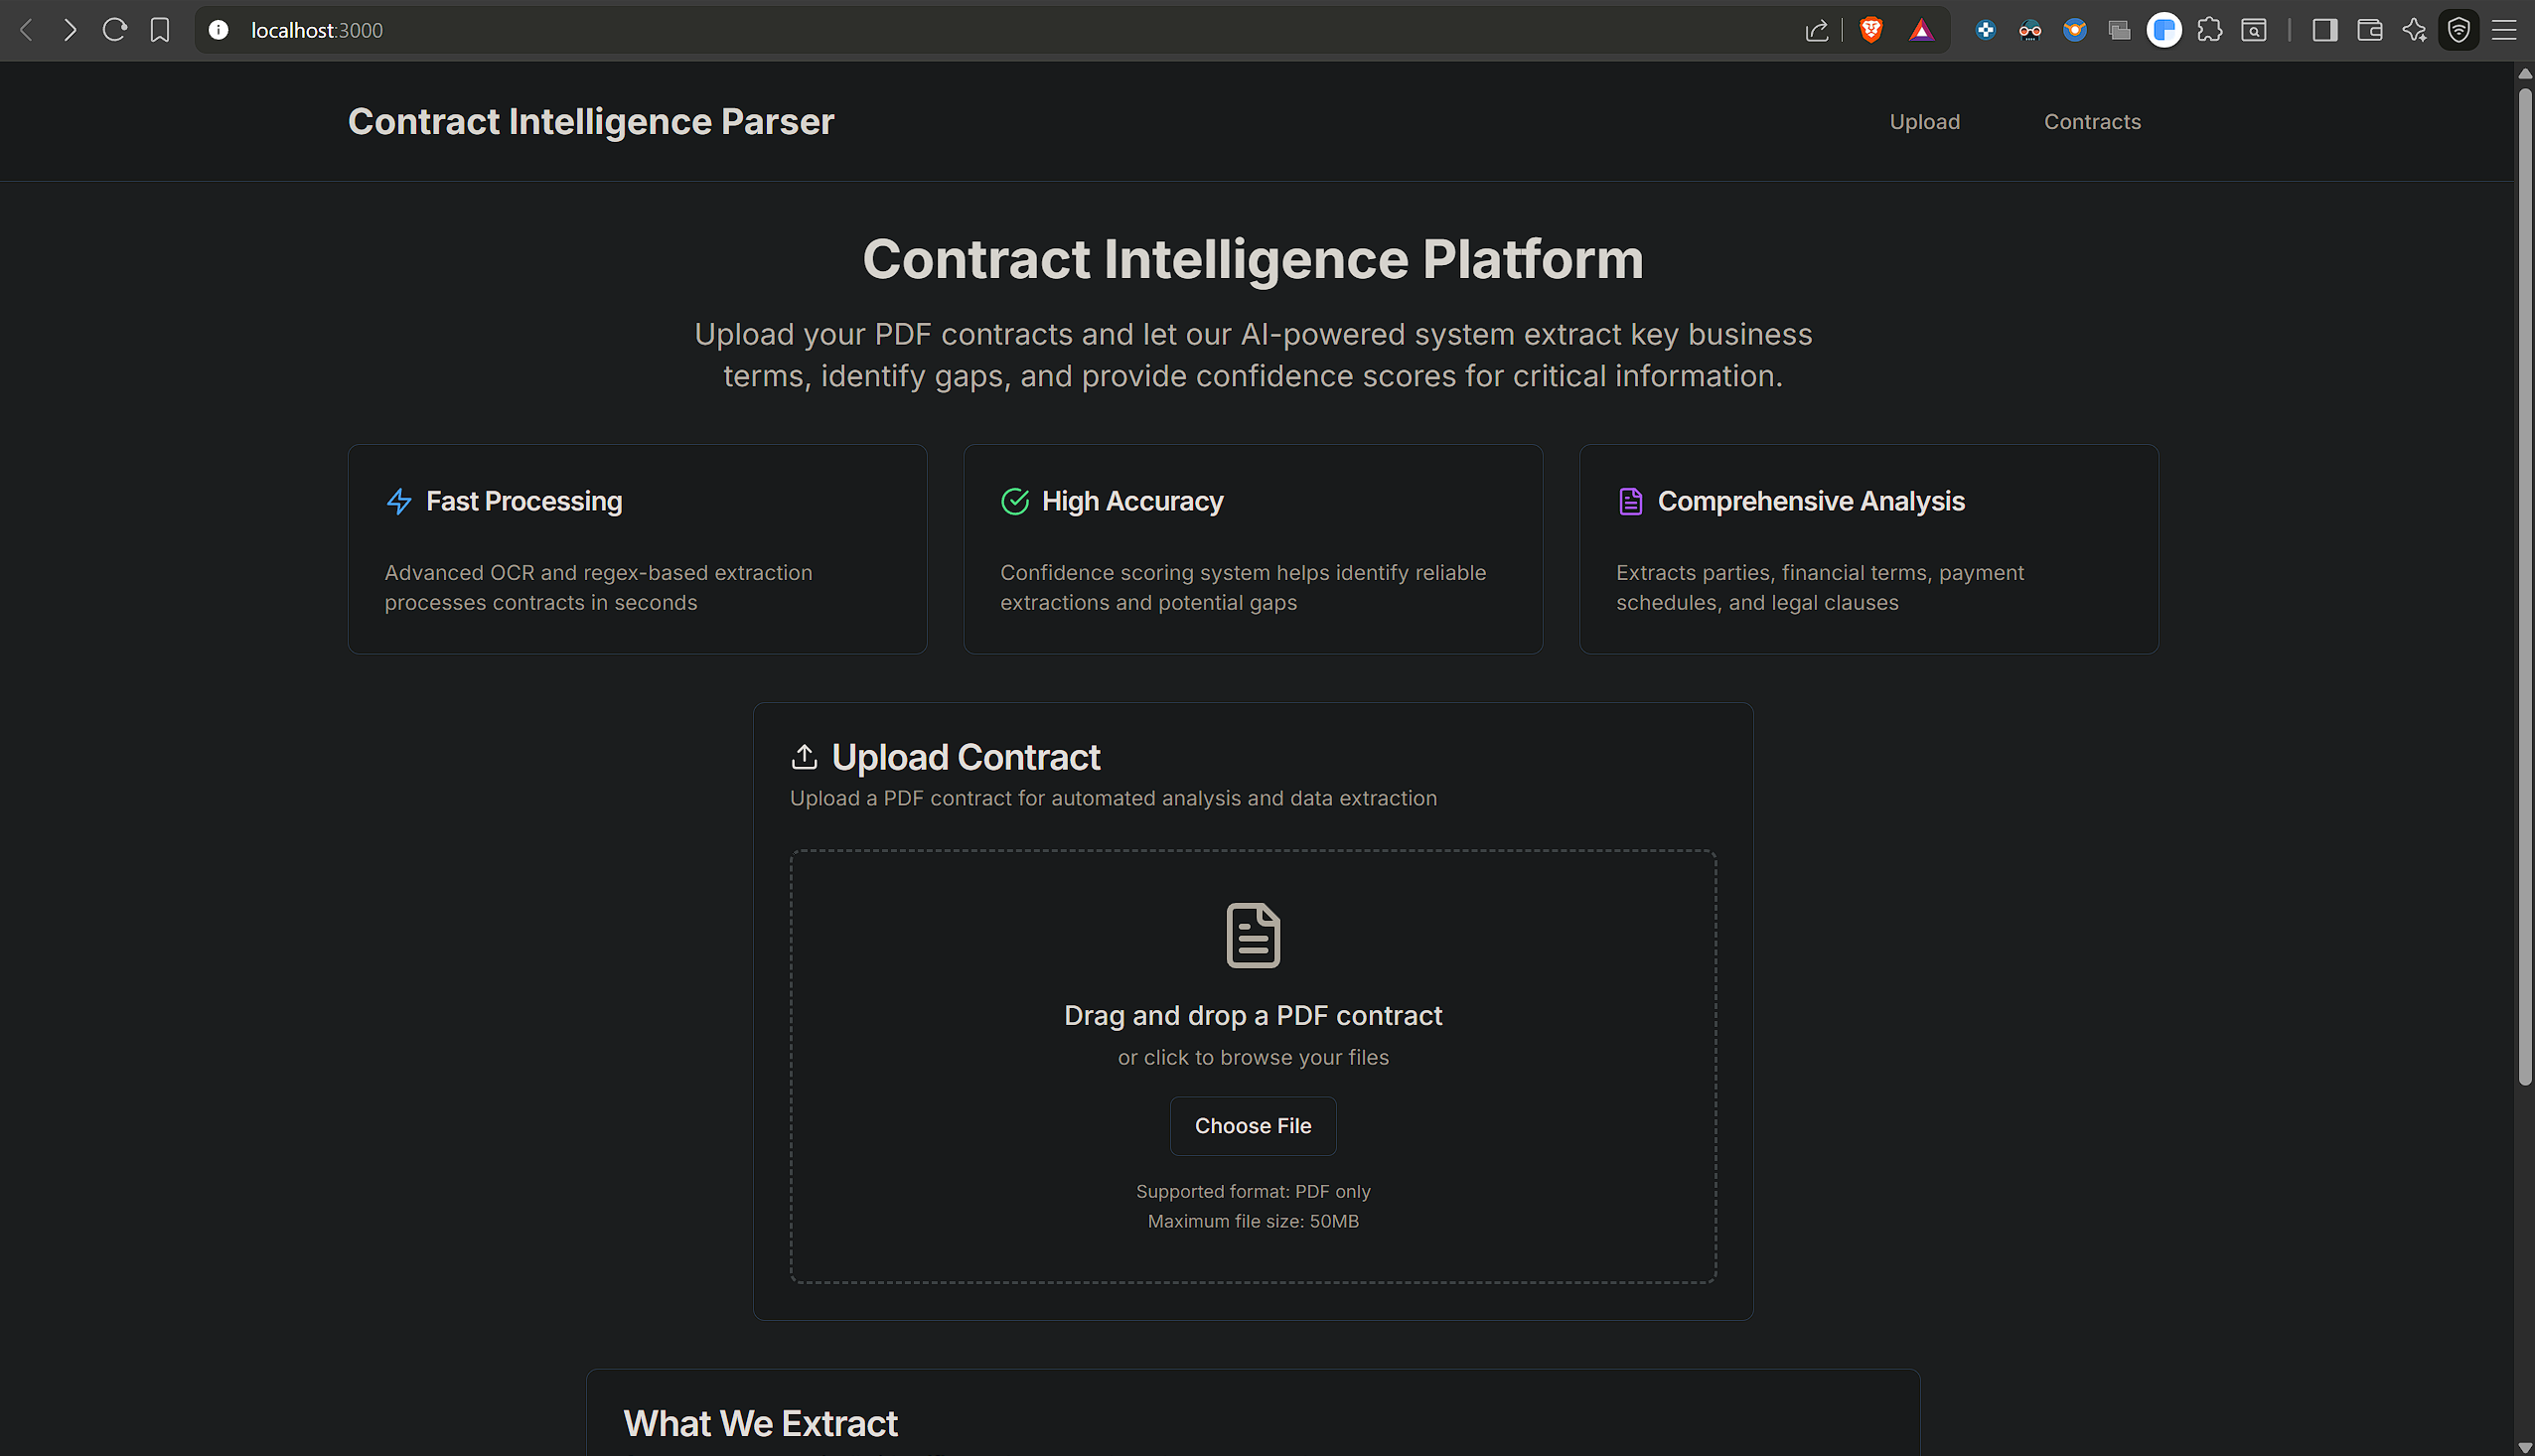 localhost:3000
Contract Intelligence Parser
Upload
Contracts
Contract Intelligence Platform
Upload your PDF contracts and let our AI-powered system extract key business
terms, identify gaps, and provide confidence scores for critical information.
Fast Processing
Advanced OCR and regex-based extraction
processes contracts in seconds
High Accuracy
Confidence scoring system helps identify reliable
extractions and potential gaps
Comprehensive Analysis
Extracts parties, financial terms, payment
schedules, and legal clauses
Upload Contract
Upload a PDF contract for automated analysis and data extraction
Drag and drop a PDF contract
or click to browse your files
Choose File
Supported format: PDF only
Maximum file size: 50MB
What We Extract